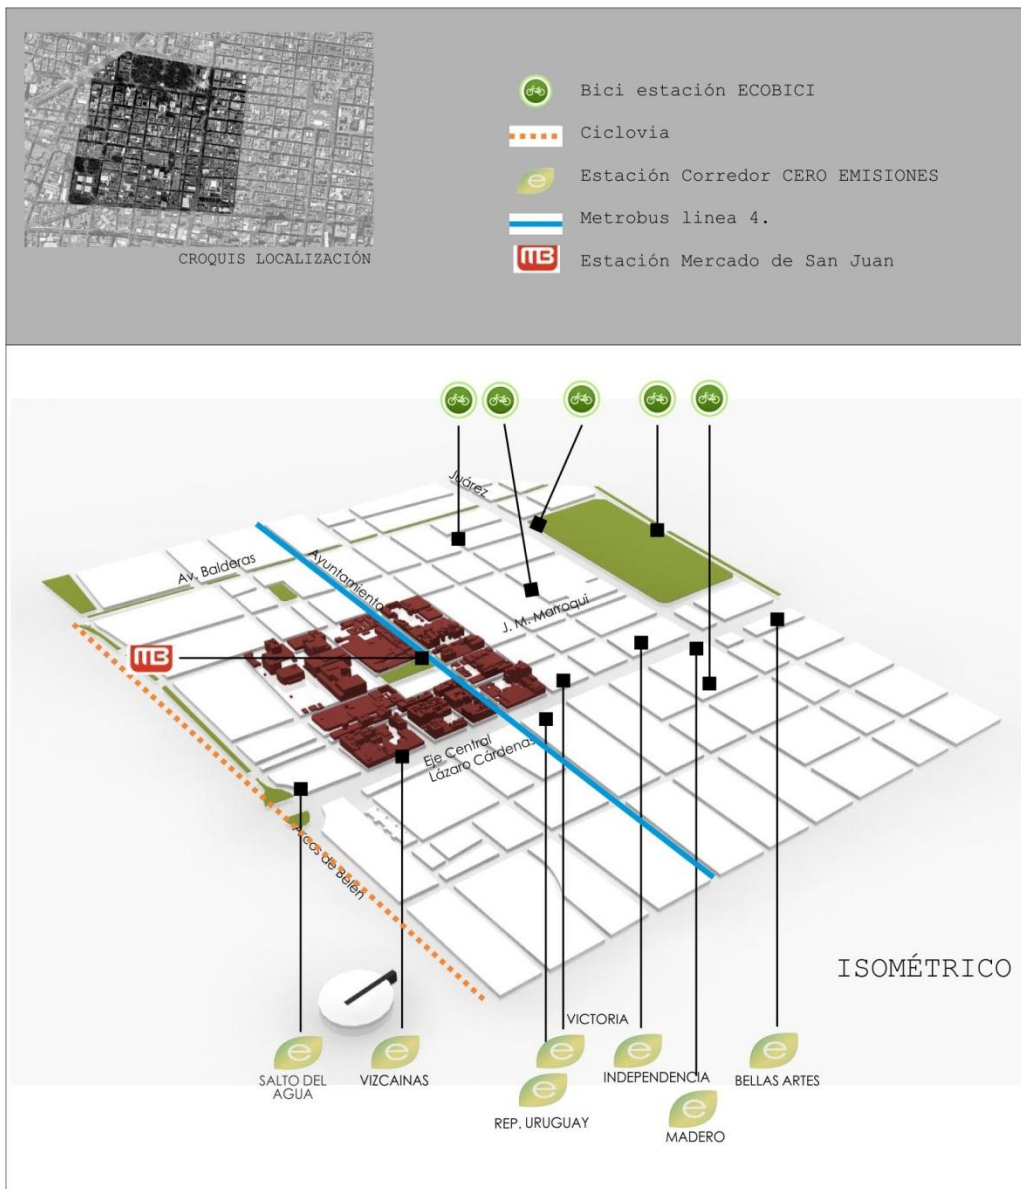 CROQUIS LOCALIZACIÓN
Bici estación ECOBICI
Ciclovia
e
Estación Corredor CERO EMISIONES
Metrobus linea 4.
MB
Estación Mercado de San Juan
Juárez
Av. Balderas
Ayuntamiento
J. M. Marroqui
MB
Eje Central
Lázaro Cárdenas
Arcos de Belén
ISOMÉTRICO
VICTORIA
e
e
e
e
e
SALTO DEL
AGUA
VIZCAINAS
INDEPENDENCIA
BELLAS ARTES
e
e
REP. URUGUAY
MADERO